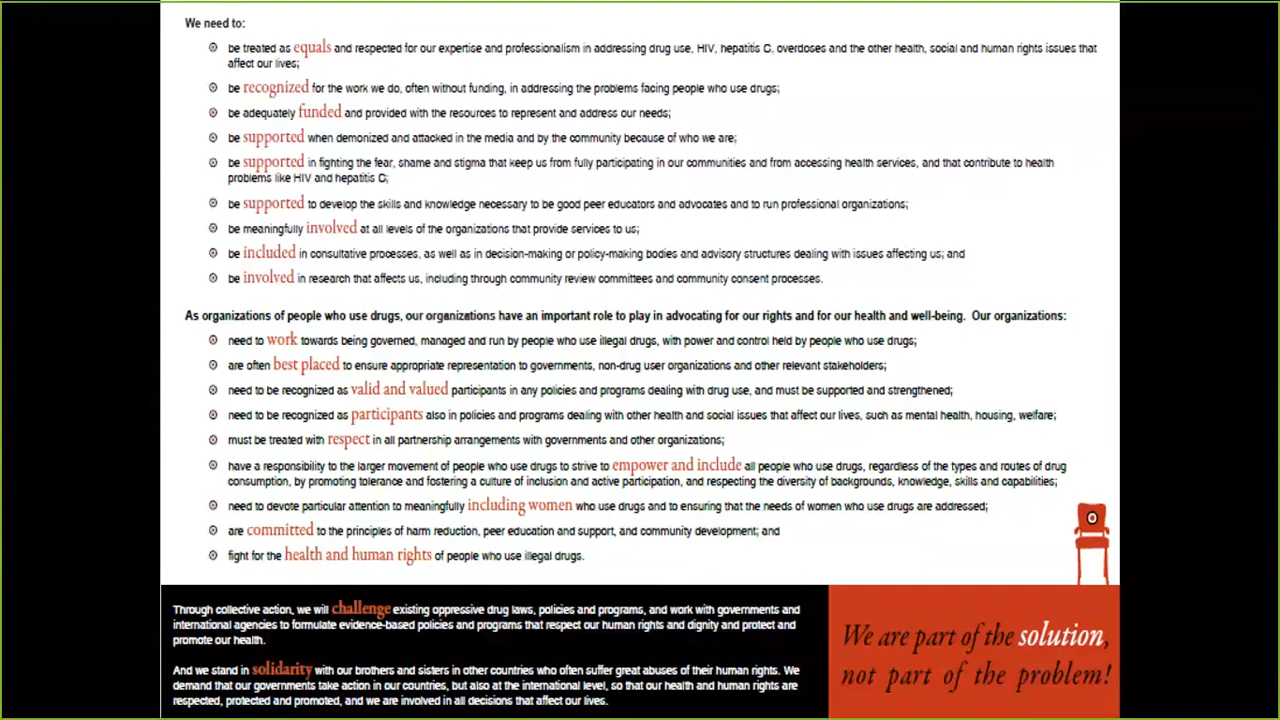 We need to:
be treated as equals and respected for our expertise and professionalism in addressing drug use, HIV, hepatitis C, overdoses and the other health, social and human rights issues that
affect our lives;
be recognized for the work we do, often without funding, in addressing the problems facing people who use drugs;
be adequately funded and provided with the resources to represent and address our needs;
be supported when demonized and attacked in the media and by the community because of who we are;
be supported in fighting the fear, shame and stigma that keep us from fully participating in our communities and from accessing health services, and that contribute to health
problems like HIV and hepatitis C;
be supported to develop the skills and knowledge necessary to be good peer educators and advocates and to run professional organizations;
be meaningfully involved at all levels of the organizations that provide services to us;
be included in consultative processes, as well as in decision-making or policy-making bodies and advisory structures dealing with issues affecting us; and
be involved in research that affects us, including through community review committees and community consent processes.
As organizations of people who use drugs, our organizations have an important role to play in advocating for our rights and for our health and well-being. Our organizations:
need to work towards being governed, managed and run by people who use illegal drugs, with power and control held by people who use drugs;
are often best placed to ensure appropriate representation to governments, non-drug user organizations and other relevant stakeholders;
need to be recognized as valid and valued participants in any policies and programs dealing with drug use, and must be supported and strengthened;
need to be recognized as participants also in policies and programs dealing with other health and social issues that affect our lives, such as mental health, housing, welfare;
must be treated with respect in all partnership arrangements with governments and other organizations;
have a responsibility to the larger movement of people who use drugs to strive to empower and include all people who use drugs, regardless of the types and routes of drug
consumption, by promoting tolerance and fostering a culture of inclusion and active participation, and respecting the diversity of backgrounds, knowledge, skills and capabilities;
need to devote particular attention to meaningfully including women who use drugs and to ensuring that the needs of women who use drugs are addressed;
are committed to the principles of harm reduction, peer education and support, and community development; and
fight for the health and human rights of people who use illegal drugs.
Through collective action, we will challenge existing oppressive drug laws, policies and programs, and work with governments and
international agencies to formulate evidence-based policies and programs that respect our human rights and dignity and protect and
promote our health.
And we stand in solidarity with our brothers and sisters in other countries who often suffer great abuses of their human rights. We
demand that our governments take action in our countries, but also at the international level, so that our health and human rights are
respected, protected and promoted, and we are involved in all decisions that affect our lives.
We are part of the solution,
not part of the problem!